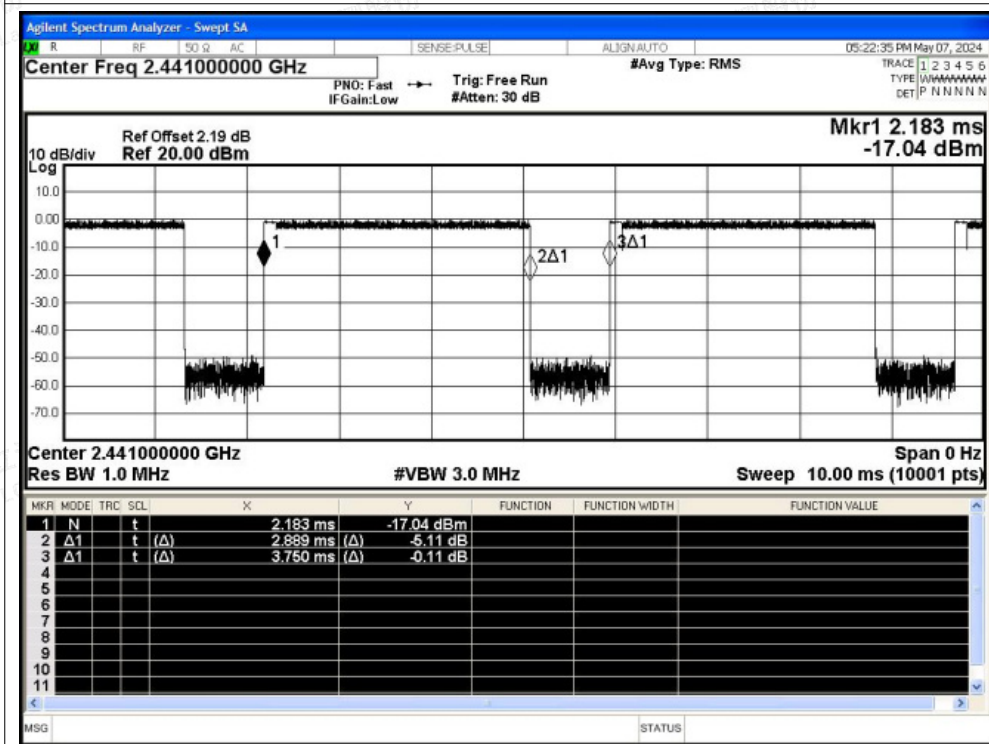 Agilent Spectrum Analyzer - Swept SA
R RF 50 Ω AC SENSE:PULSE ALIGN AUTO 05:22:35 PM May 07, 2024
Center Freq 2.441000000 GHz #Avg Type: RMS TRACE 1 2 3 4 5 6
PNO: Fast Trig: Free Run TYPE WWWWWW
IFGain:Low #Atten: 30 dB DET P N N N N N
Mkr1 2.183 ms
-17.04 dBm
Ref Offset 2.19 dB
10 dB/div Ref 20.00 dBm
Log
10.0
0.00
-10.0
-20.0
-30.0
-40.0
-50.0
-60.0
-70.0
1
2Δ1
3Δ1
Center 2.441000000 GHz Span 0 Hz
Res BW 1.0 MHz #VBW 3.0 MHz Sweep 10.00 ms (10001 pts)
MKR MODE TRC SCL X Y FUNCTION FUNCTION WIDTH FUNCTION VALUE
1 N t 2.183 ms -17.04 dBm
2 Δ1 t (Δ) 2.889 ms (Δ) -5.11 dB
3 Δ1 t (Δ) 3.750 ms (Δ) -0.11 dB
4
5
6
7
8
9
10
11
MSG STATUS